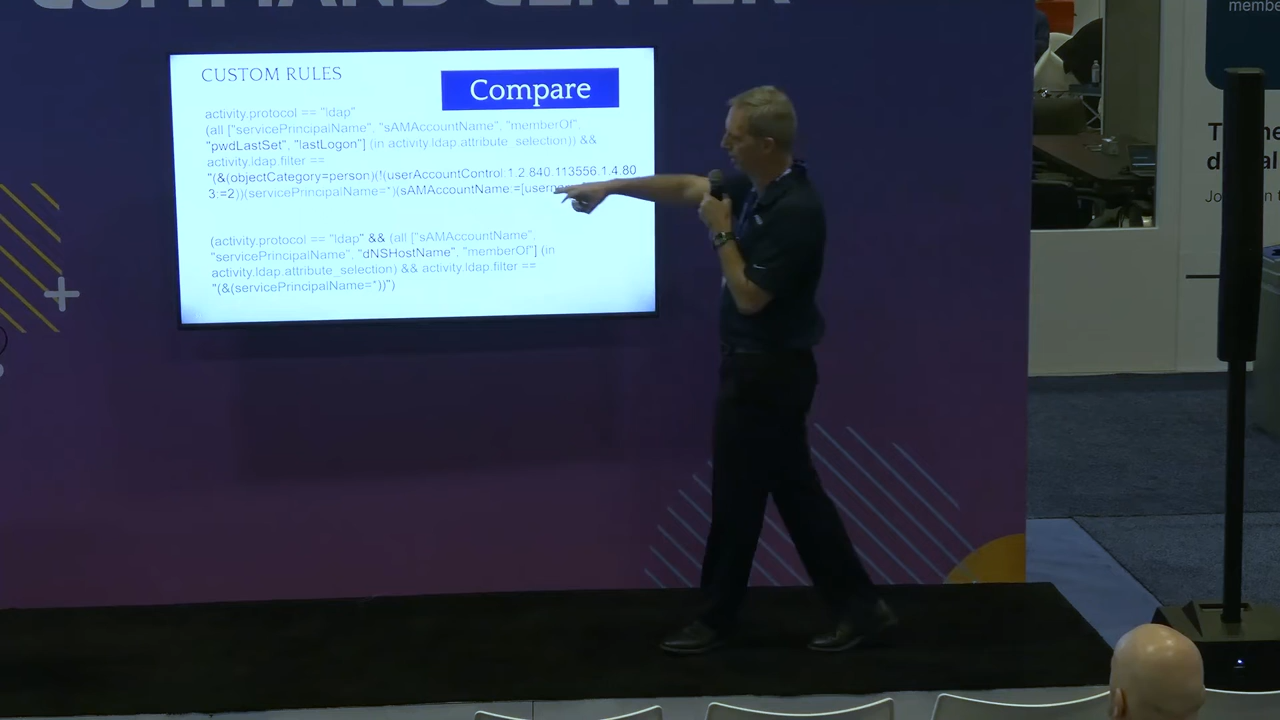 COMMAND CENTER
CUSTOM RULES
Compare
activity.protocol == "ldap"
(all ["servicePrincipalName", "sAMAccountName", "memberOf",
"pwdLastSet", "lastLogon"] (in activity.ldap.attribute_selection)) &&
activity.ldap.filter ==
"(&(objectCategory=person)(!(userAccountControl:1.2.840.113556.1.4.80
3:=2))(servicePrincipalName=*)(sAMAccountName:=[
(activity.protocol == "ldap" && (all ["sAMAccountName",
"servicePrincipalName", "dNSHostName", "memberOf"] (in
activity.ldap.attribute_selection) && activity.ldap.filter ==
"(&(servicePrincipalName=*))")